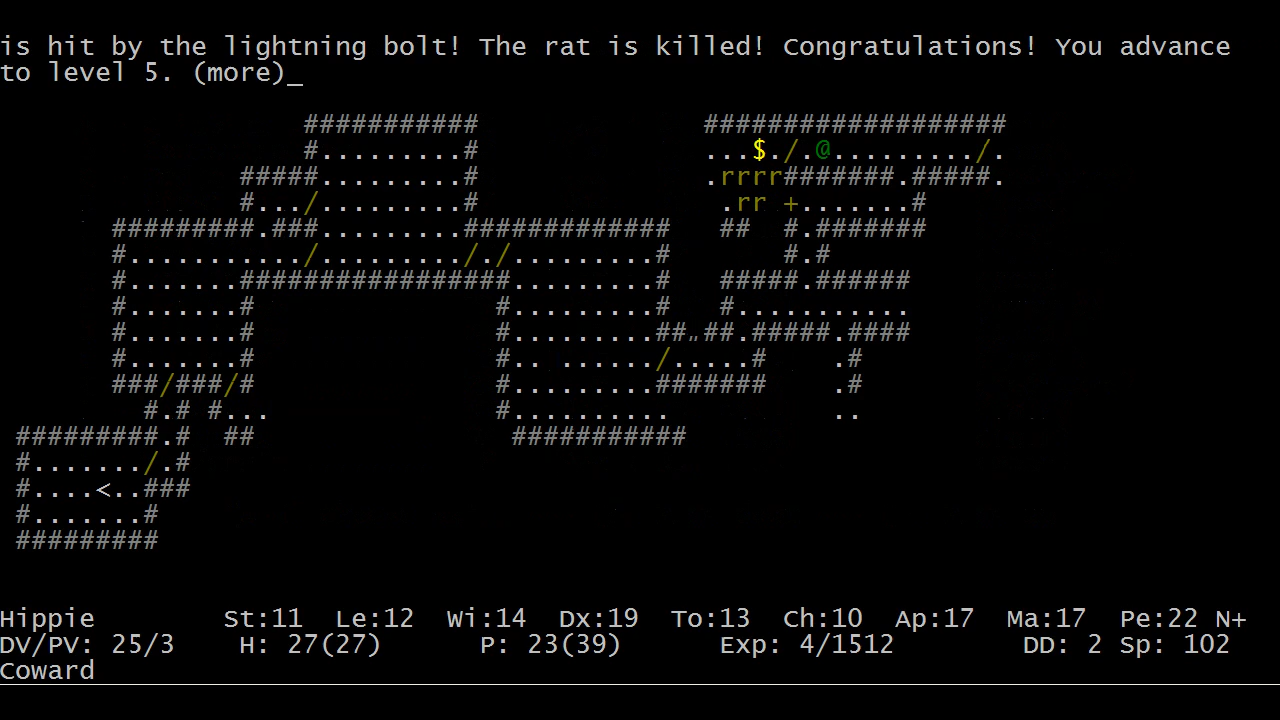 is hit by the lightning bolt! The rat is killed! Congratulations! You advance
to level 5. (more)_
########### ###################
#.........# ...$./.@........./.
#####.........# .rrrr#######.#####.
#.../.........# .rr +.......#
#########.###.........############# ## #.#######
#.........../........././.........# #.#
#.......#################.........# #####.######
#.......# #.........# #...........
#.......# #.........##„##.#####.####
#.......# #.. ....../.....# .#
###/###/# #.........####### .#
#.# #... #.......... ..
#########.# ## ###########
#......./.#
#....<..###
#.......#
#########
Hippie St:11 Le:12 Wi:14 Dx:19 To:13 Ch:10 Ap:17 Ma:17 Pe:22 N+
DV/PV: 25/3 H: 27(27) P: 23(39) Exp: 4/1512 DD: 2 Sp: 102
Coward